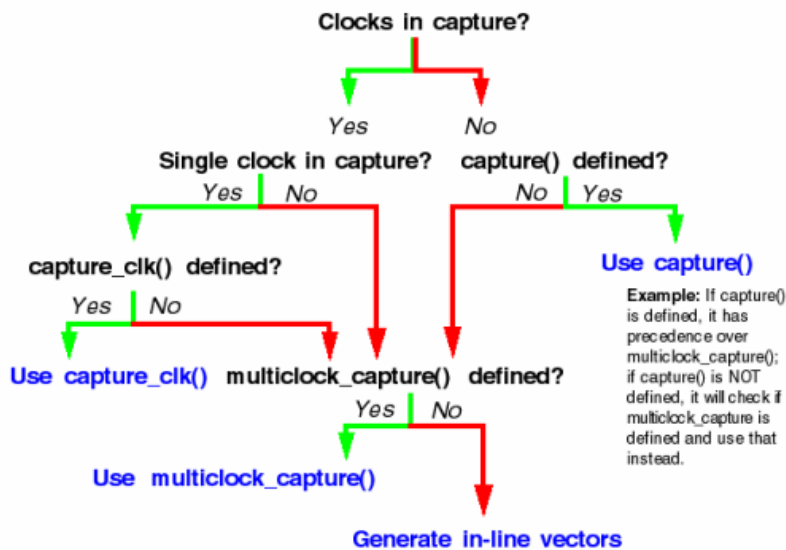 Clocks in capture?
Yes No
Single clock in capture? capture() defined?
Yes No No Yes
capture_clk() defined? Use capture()
Yes No
Use capture_clk() multiclock_capture() defined?
Yes No
Use multiclock_capture()
Generate in-line vectors
Example: If capture()
is defined, it has
precedence over
multiclock_capture();
if capture() is NOT
defined, it will check if
multiclock_capture is
defined and use that
instead.